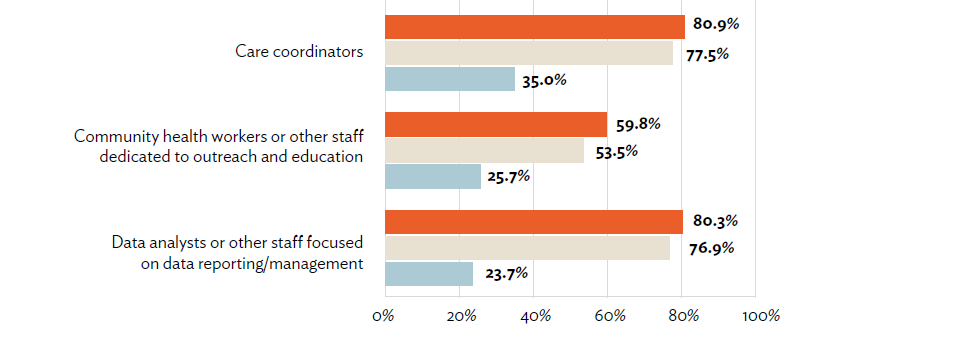 80.9%
Care coordinators
77.5%
35.0%
Community health workers or other staff
dedicated to outreach and education
59.8%
53.5%
25.7%
Data analysts or other staff focused
on data reporting/management
80.3%
76.9%
23.7%
0% 20% 40% 60% 80% 100%